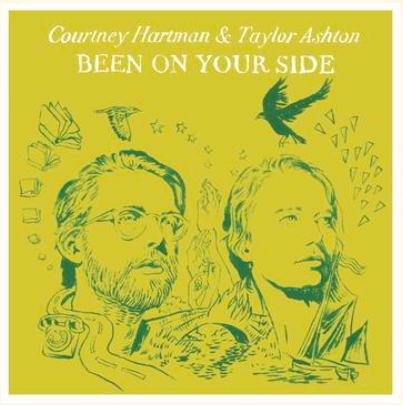 Courtney Hartman & Taylor Ashton
BEEN ON YOUR SIDE